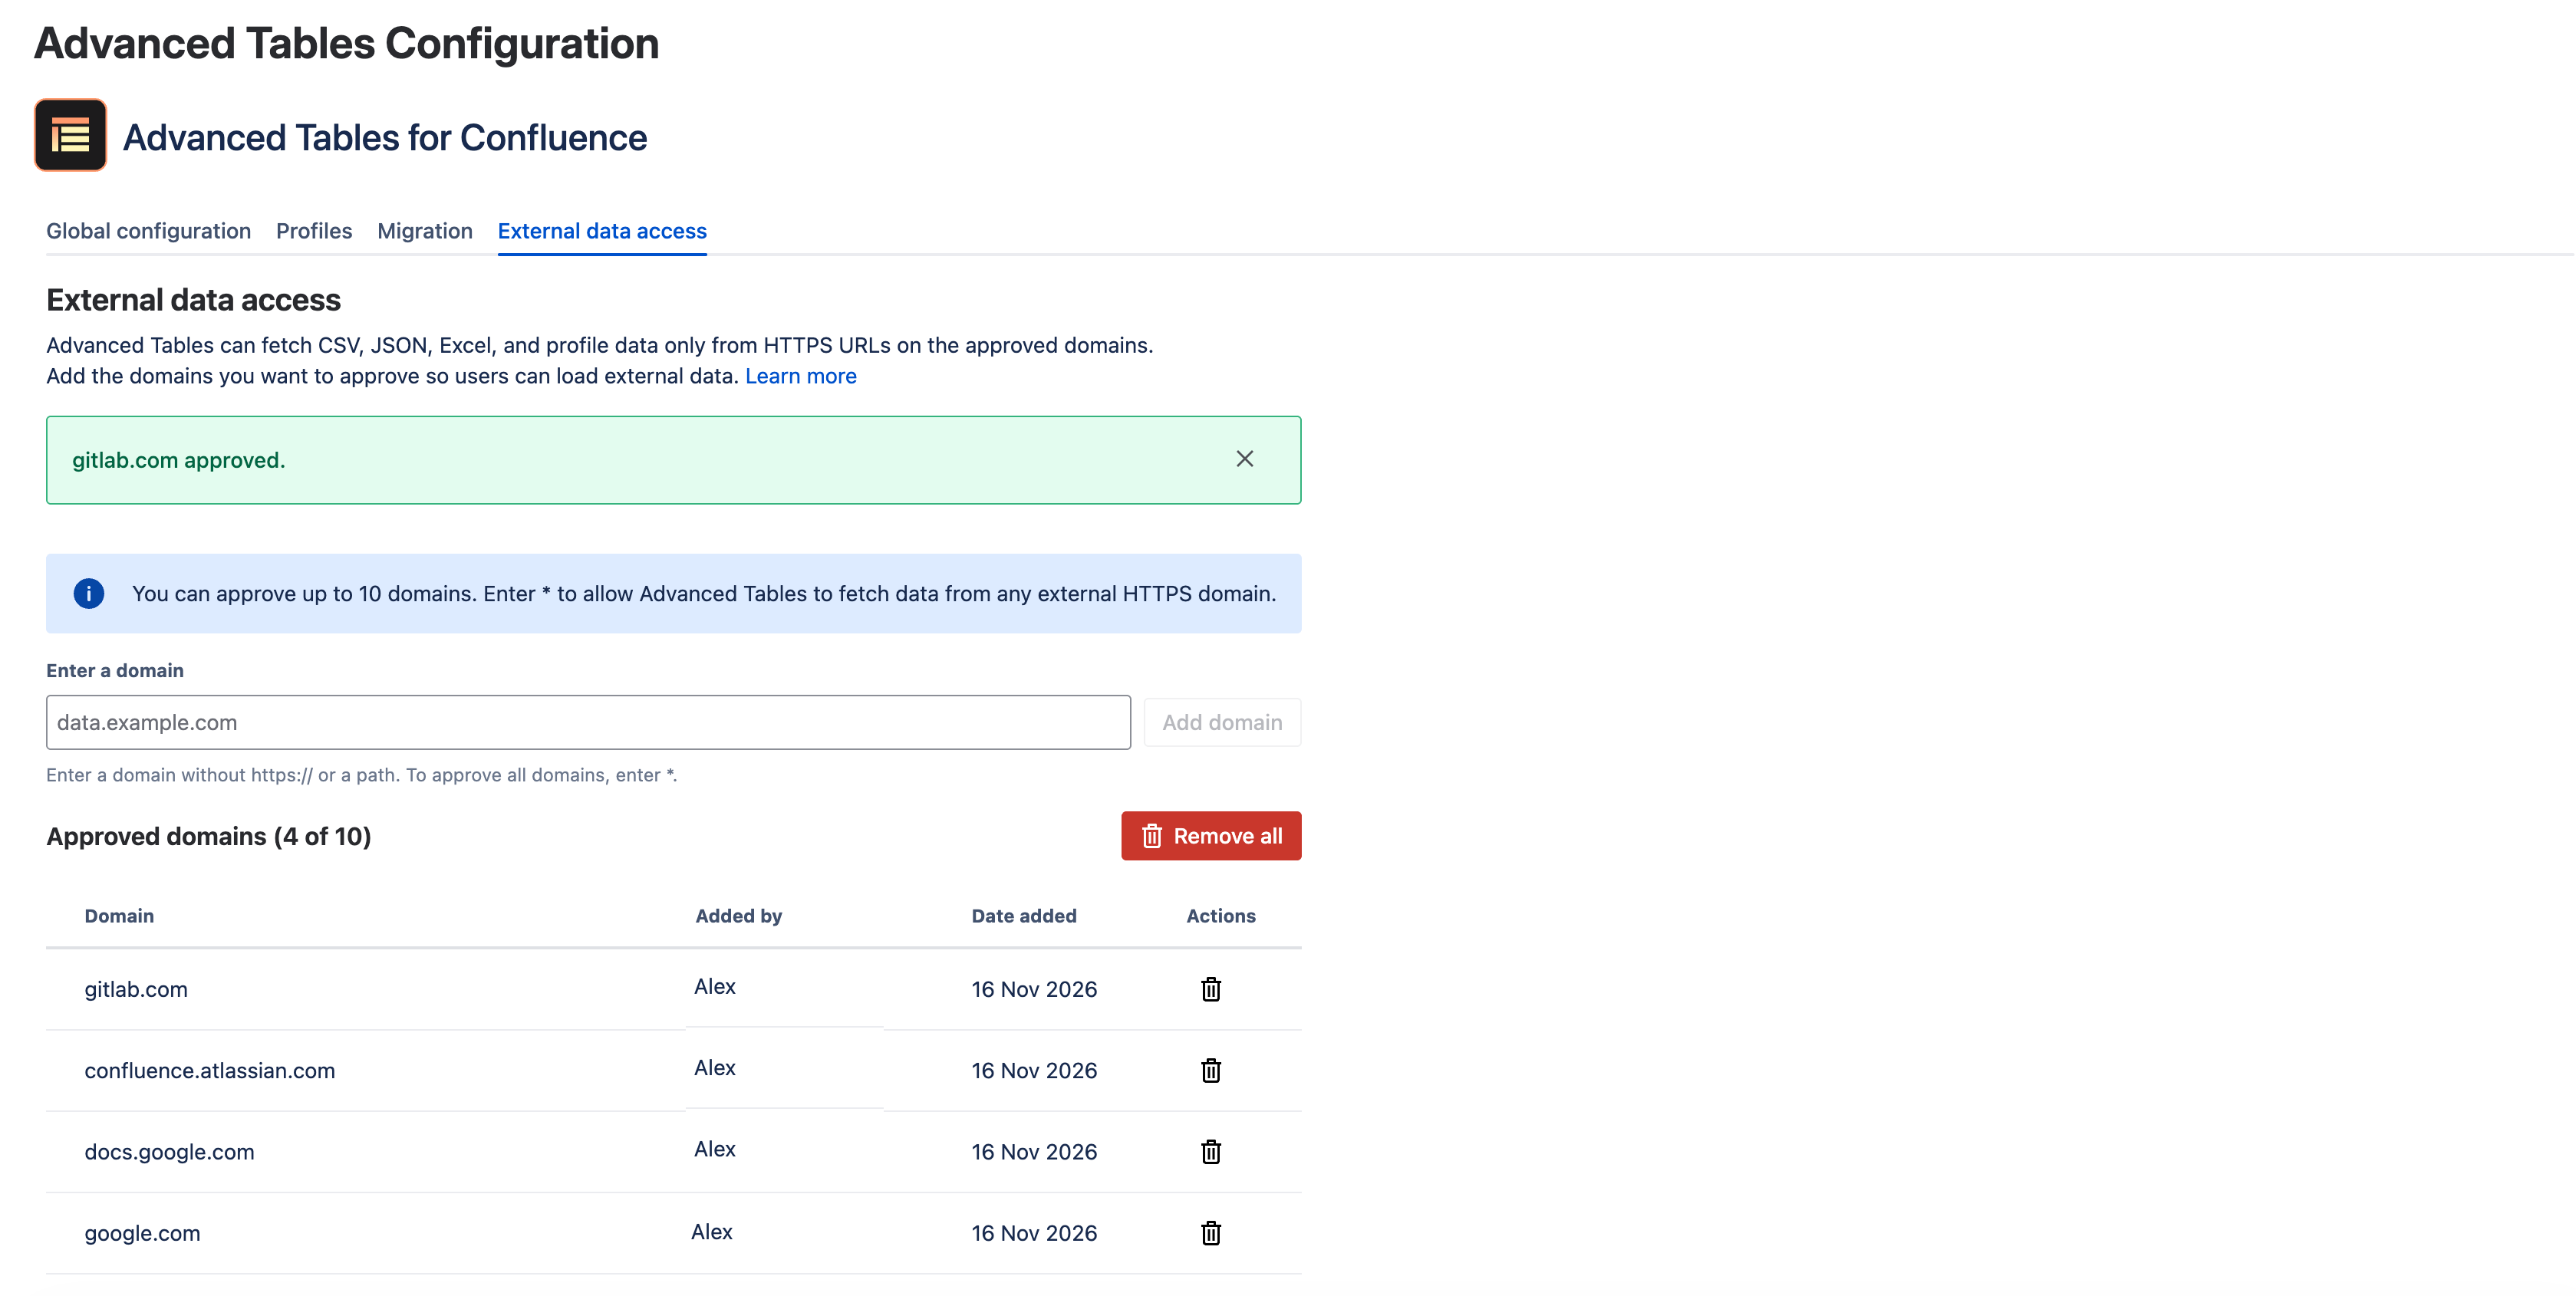 Advanced Tables Configuration
Advanced Tables for Confluence
Global configuration Profiles Migration External data access
External data access
Advanced Tables can fetch CSV, JSON, Excel, and profile data only from HTTPS URLs on the approved domains.
Add the domains you want to approve so users can load external data. Learn more
gitlab.com approved.
You can approve up to 10 domains. Enter * to allow Advanced Tables to fetch data from any external HTTPS domain.
Enter a domain
data.example.com Add domain
Enter a domain without https:// or a path. To approve all domains, enter *.
Approved domains (4 of 10) Remove all
Domain Added by Date added Actions
gitlab.com Alex 16 Nov 2026
confluence.atlassian.com Alex 16 Nov 2026
docs.google.com Alex 16 Nov 2026
google.com Alex 16 Nov 2026